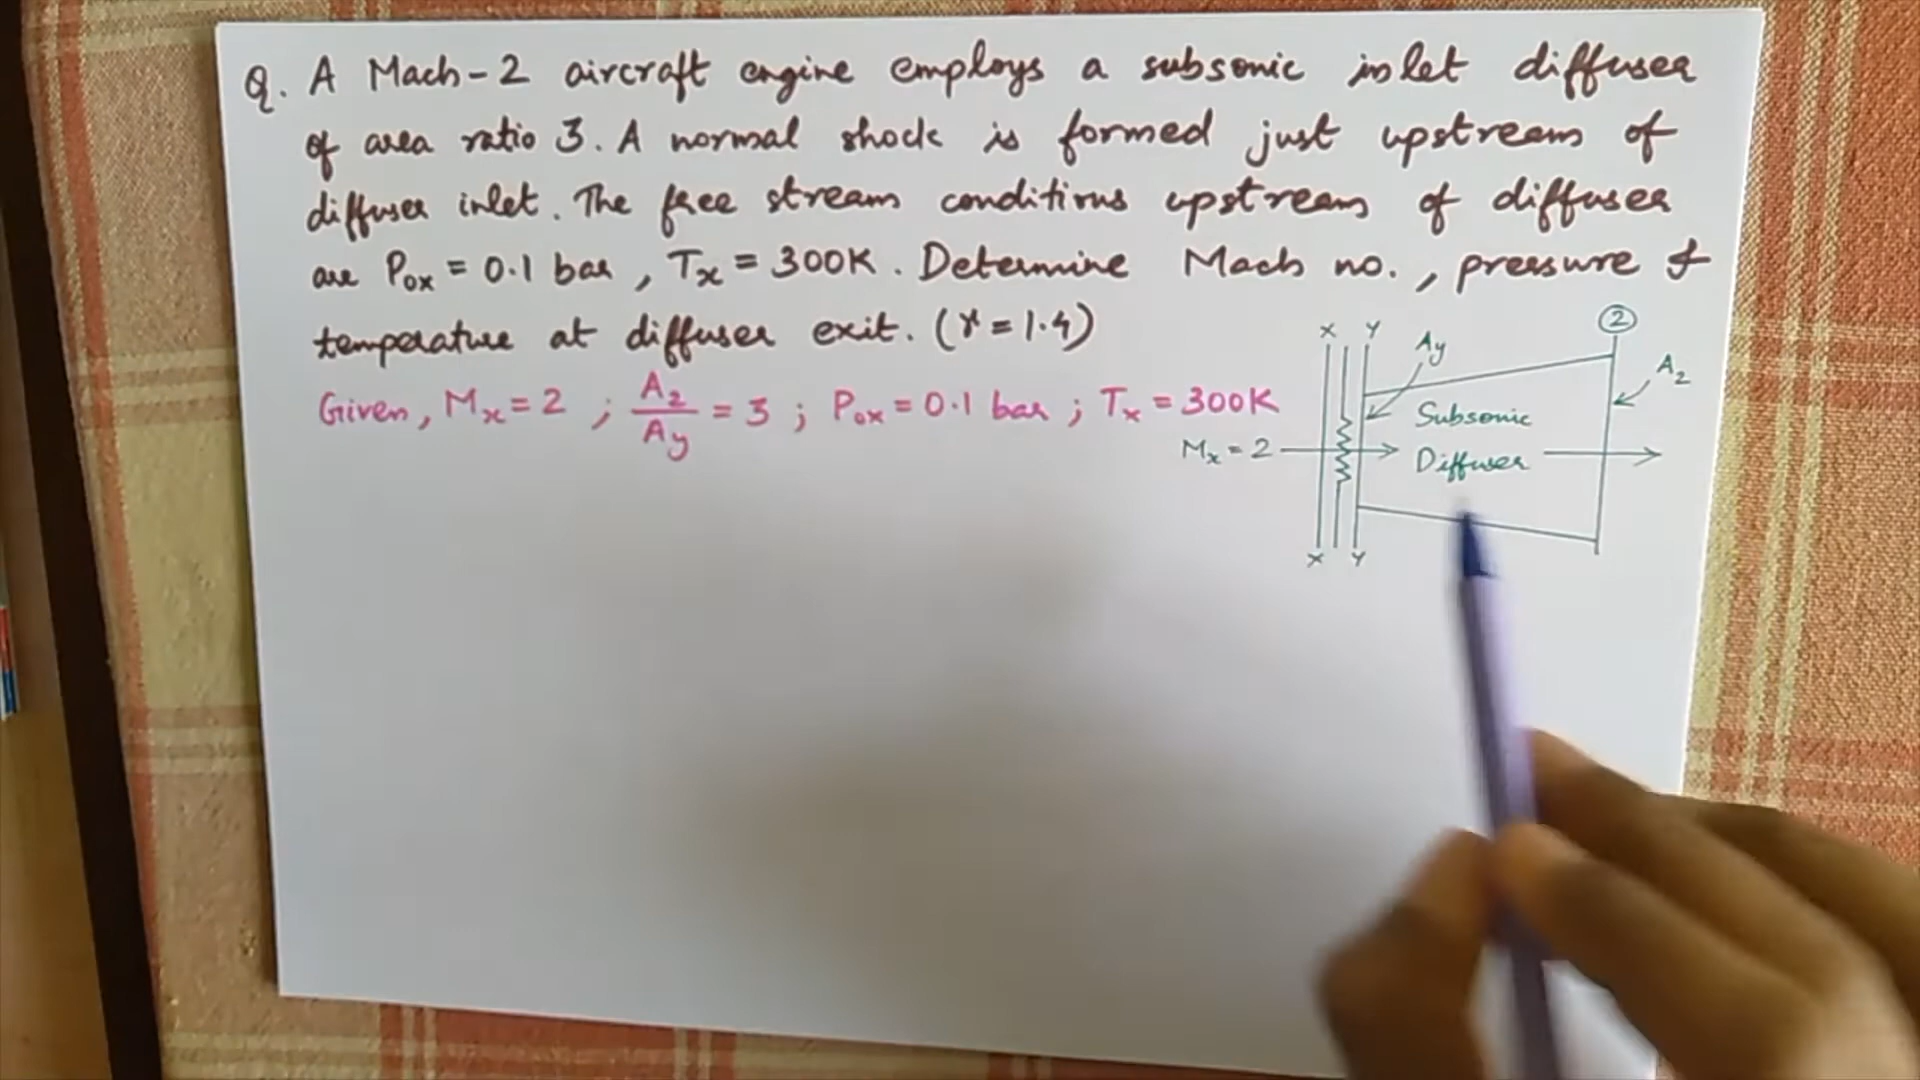 Q. A Mach-2 aircraft engine employs a subsonic inlet diffuser
of area ratio 3. A normal shock is formed just upstream of
diffuser inlet. The free stream conditions upstream of diffuser
are Pox = 0.1 bar, Tx = 300K. Determine Mach no., pressure &
temperature at diffuser exit. (γ = 1.4)
Given, Mx = 2 ; A2/Ay = 3 ; Pox = 0.1 bar ; Tx = 300K
x y Ay ② A2
Subsonic
Mx = 2
Diffuser
x y